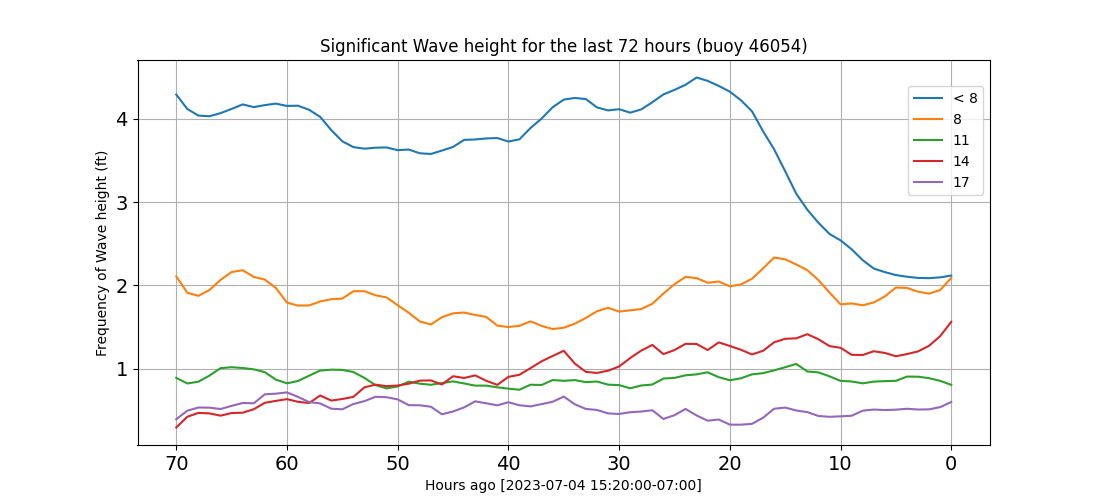 Significant Wave height for the last 72 hours (buoy 46054)
Frequency of Wave height (ft)
4
3
2
1
< 8
8
11
14
17
70 60 50 40 30 20 10 0
Hours ago [2023-07-04 15:20:00-07:00]